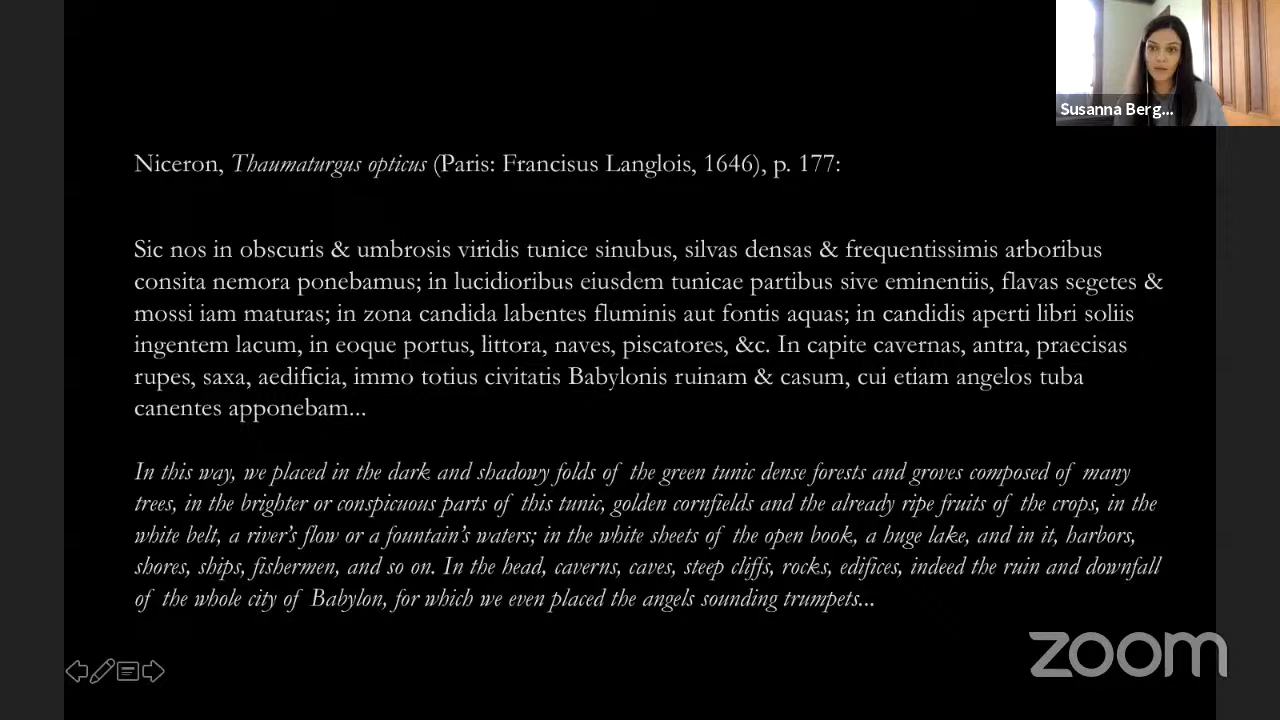 Susanna Berg...
Niceron, Thaumaturgus opticus (Paris: Francisus Langlois, 1646), p. 177:
Sic nos in obscuris & umbrosis viridis tunice sinubus, silvas densas & frequentissimis arboribus
consita nemora ponebamus; in lucidioribus eiusdem tunicae partibus sive eminentiis, flavas segetes &
mossi iam maturas; in zona candida labentes fluminis aut fontis aquas; in candidis aperti libri soliis
ingentem lacum, in eoque portus, littora, naves, piscatores, &c. In capite cavernas, antra, praecisas
rupes, saxa, aedificia, immo totius civitatis Babylonis ruinam & casum, cui etiam angelos tuba
canentes apponebam...
In this way, we placed in the dark and shadowy folds of the green tunic dense forests and groves composed of many
trees, in the brighter or conspicuous parts of this tunic, golden cornfields and the already ripe fruits of the crops, in the
white belt, a river's flow or a fountain's waters; in the white sheets of the open book, a huge lake, and in it, harbors,
shores, ships, fishermen, and so on. In the head, caverns, caves, steep cliffs, rocks, edifices, indeed the ruin and downfall
of the whole city of Babylon, for which we even placed the angels sounding trumpets...
zoom